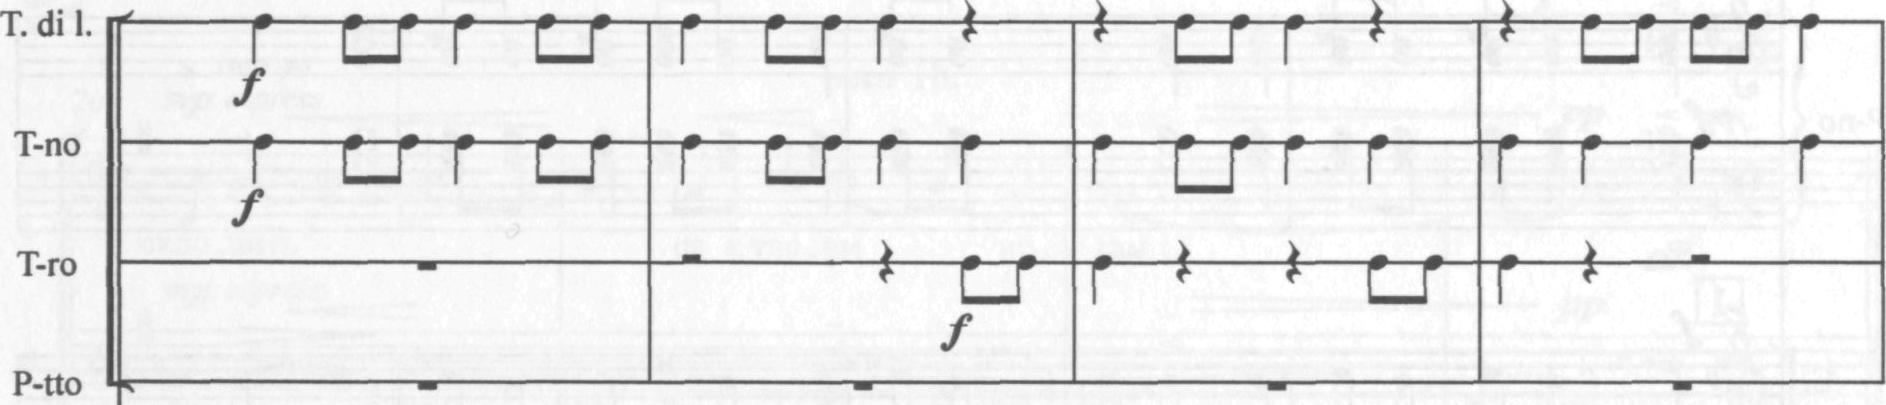 T. di l.
f
T-no
f
T-ro
f
P-tto